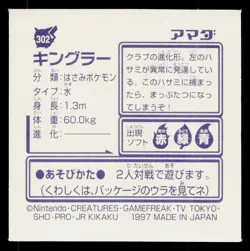 302
キングラー
分類：はさみポケモン
タイプ：水
高さ：1.3m
体重：60.0kg
進化：
アマダ
クラブの進化形。左のハ
サミが異常に発達してい
る。このハサミで捕まっ
たら、まっぷたつになっ
てしまうぞ！
出現ソフト
赤 緑 青
●あそびかた● 2人対戦で遊びます。
(くわしくは、パッケージのウラを見てネ)
©Nintendo·CREATURES·GAMEFREAK·TV TOKYO·
SHO-PRO·JR KIKAKU 1997 MADE IN JAPAN